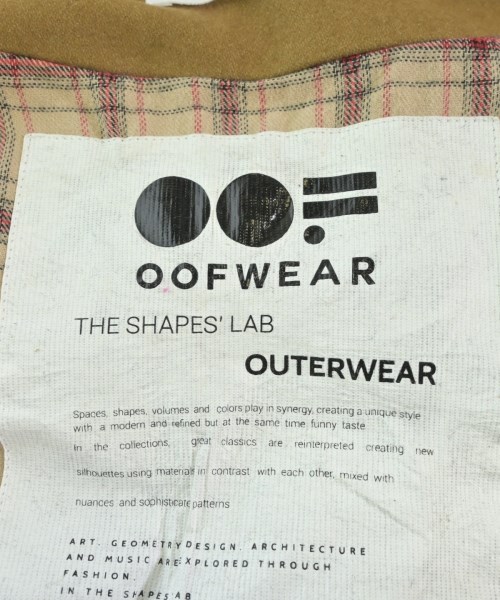 OOF
OOFWEAR
THE SHAPES' LAB
OUTERWEAR
Spaces, shapes, volumes and colors play in synergy, creating a unique style
with a modern and refined but at the same time funny taste
In the collections, great classics are reinterpreted creating new
silhouettes using materials in contrast with each other, mixed with
nuances and sophisticate patterns
ART, GEOMETRY DESIGN, ARCHITECTURE
AND MUSIC ARE EXPLORED THROUGH
FASHION.
IN THE SHAPES' AB